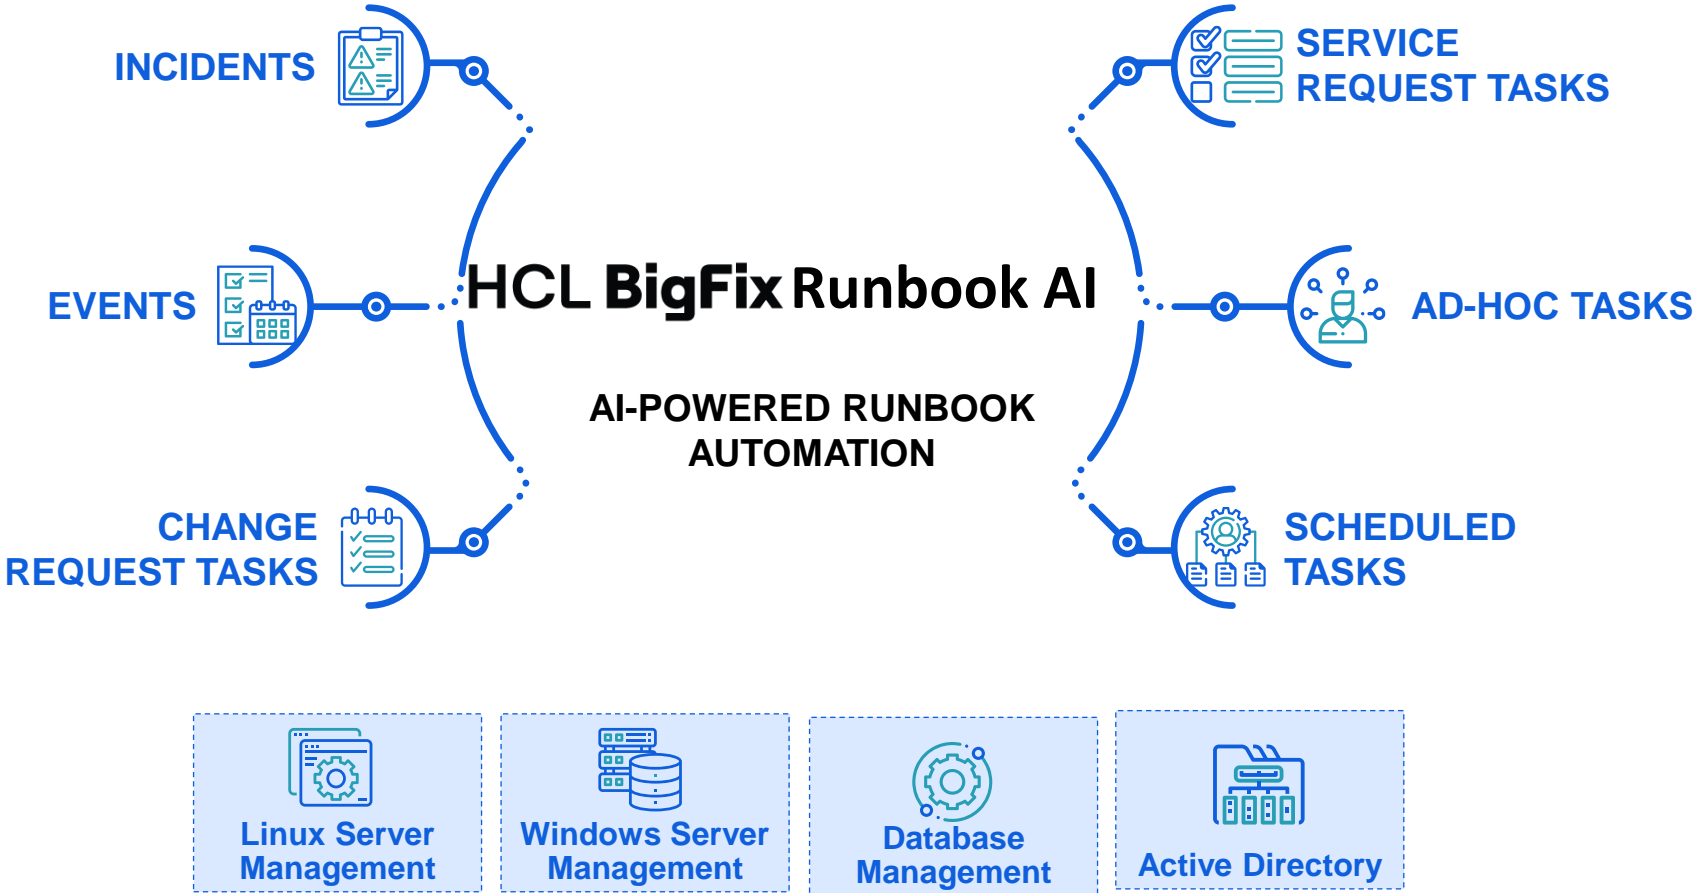 INCIDENTS
SERVICE
REQUEST TASKS
EVENTS
HCL BigFix Runbook AI
AD-HOC TASKS
AI-POWERED RUNBOOK
AUTOMATION
CHANGE
REQUEST TASKS
SCHEDULED
TASKS
Linux Server
Management
Windows Server
Management
Database
Management
Active Directory